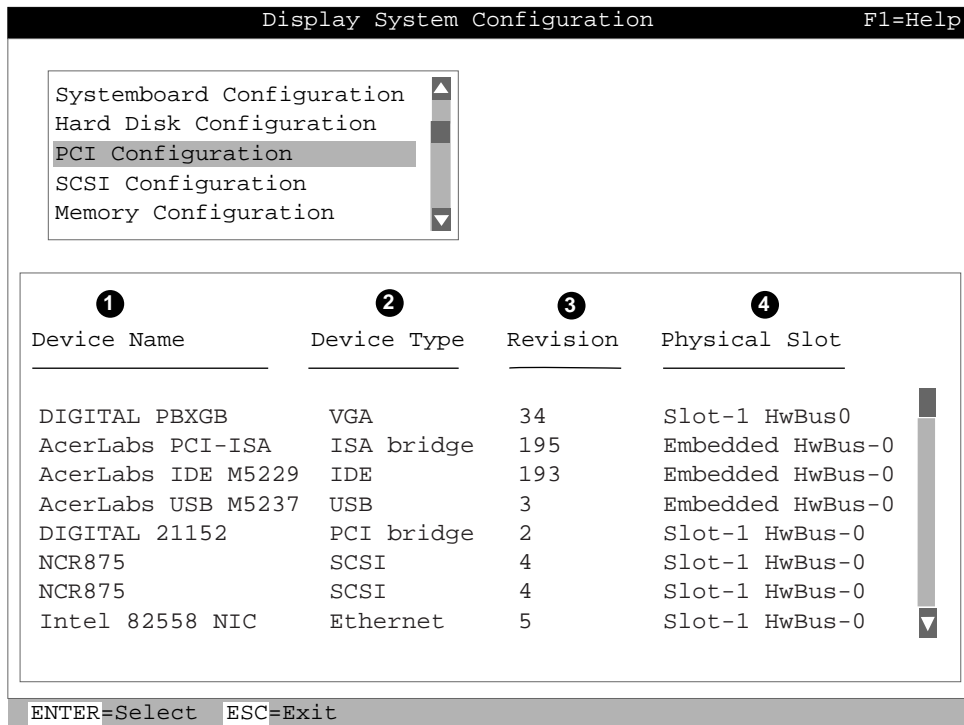 Display System Configuration F1=Help
Systemboard Configuration
Hard Disk Configuration
PCI Configuration
SCSI Configuration
Memory Configuration
1 2 3 4
Device Name Device Type Revision Physical Slot
DIGITAL PBXGB VGA 34 Slot-1 HwBus0
AcerLabs PCI-ISA ISA bridge 195 Embedded HwBus-0
AcerLabs IDE M5229 IDE 193 Embedded HwBus-0
AcerLabs USB M5237 USB 3 Embedded HwBus-0
DIGITAL 21152 PCI bridge 2 Slot-1 HwBus-0
NCR875 SCSI 4 Slot-1 HwBus-0
NCR875 SCSI 4 Slot-1 HwBus-0
Intel 82558 NIC Ethernet 5 Slot-1 HwBus-0
ENTER=Select ESC=Exit